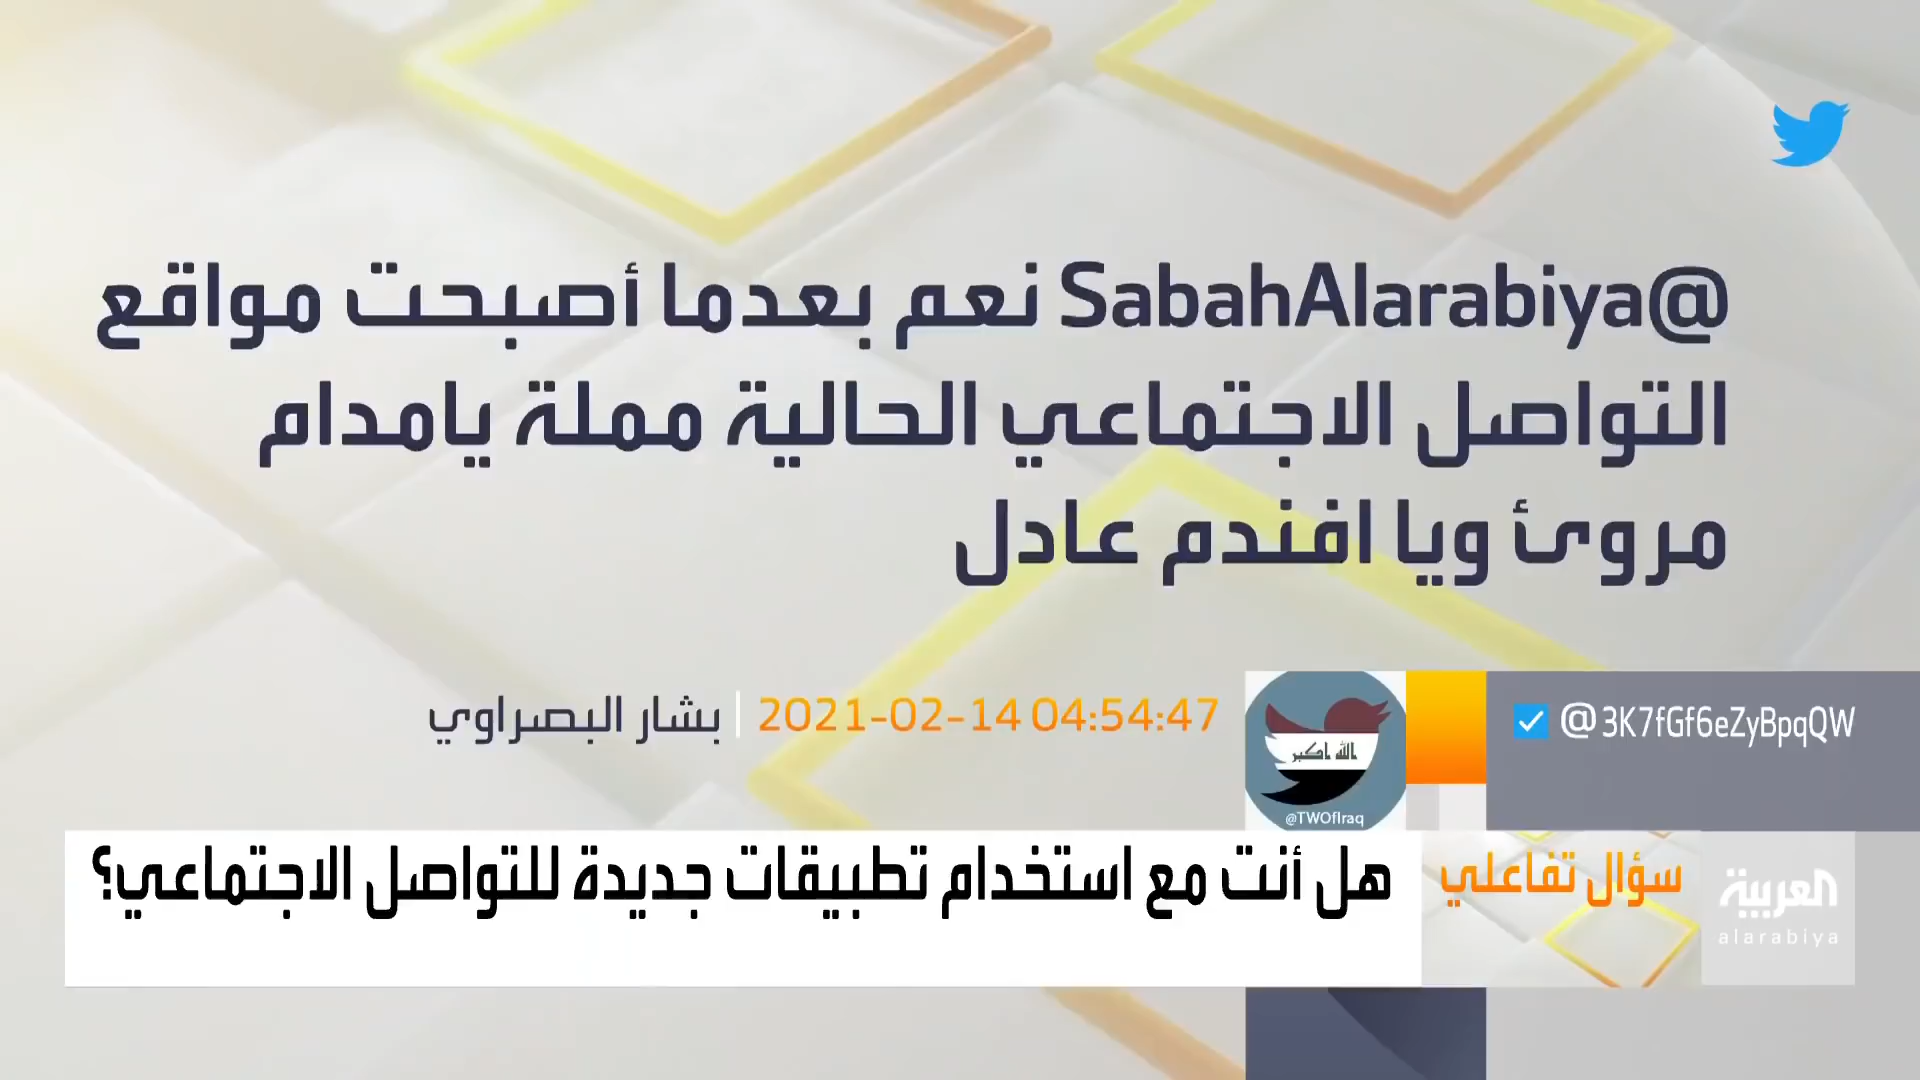 @SabahAlarabiya نعم بعدما أصبحت مواقع
التواصل الاجتماعي الحالية مملة يامدام
مروئ ويا افندم عادل
@3K7fGf6eZyBpqQW
2021-02-14 04:54:47 | بشار البصراوي
الله اكبر
@TWOfIraq
سؤال تفاعلي
هل أنت مع استخدام تطبيقات جديدة للتواصل الاجتماعي؟
العربية
alarabiya